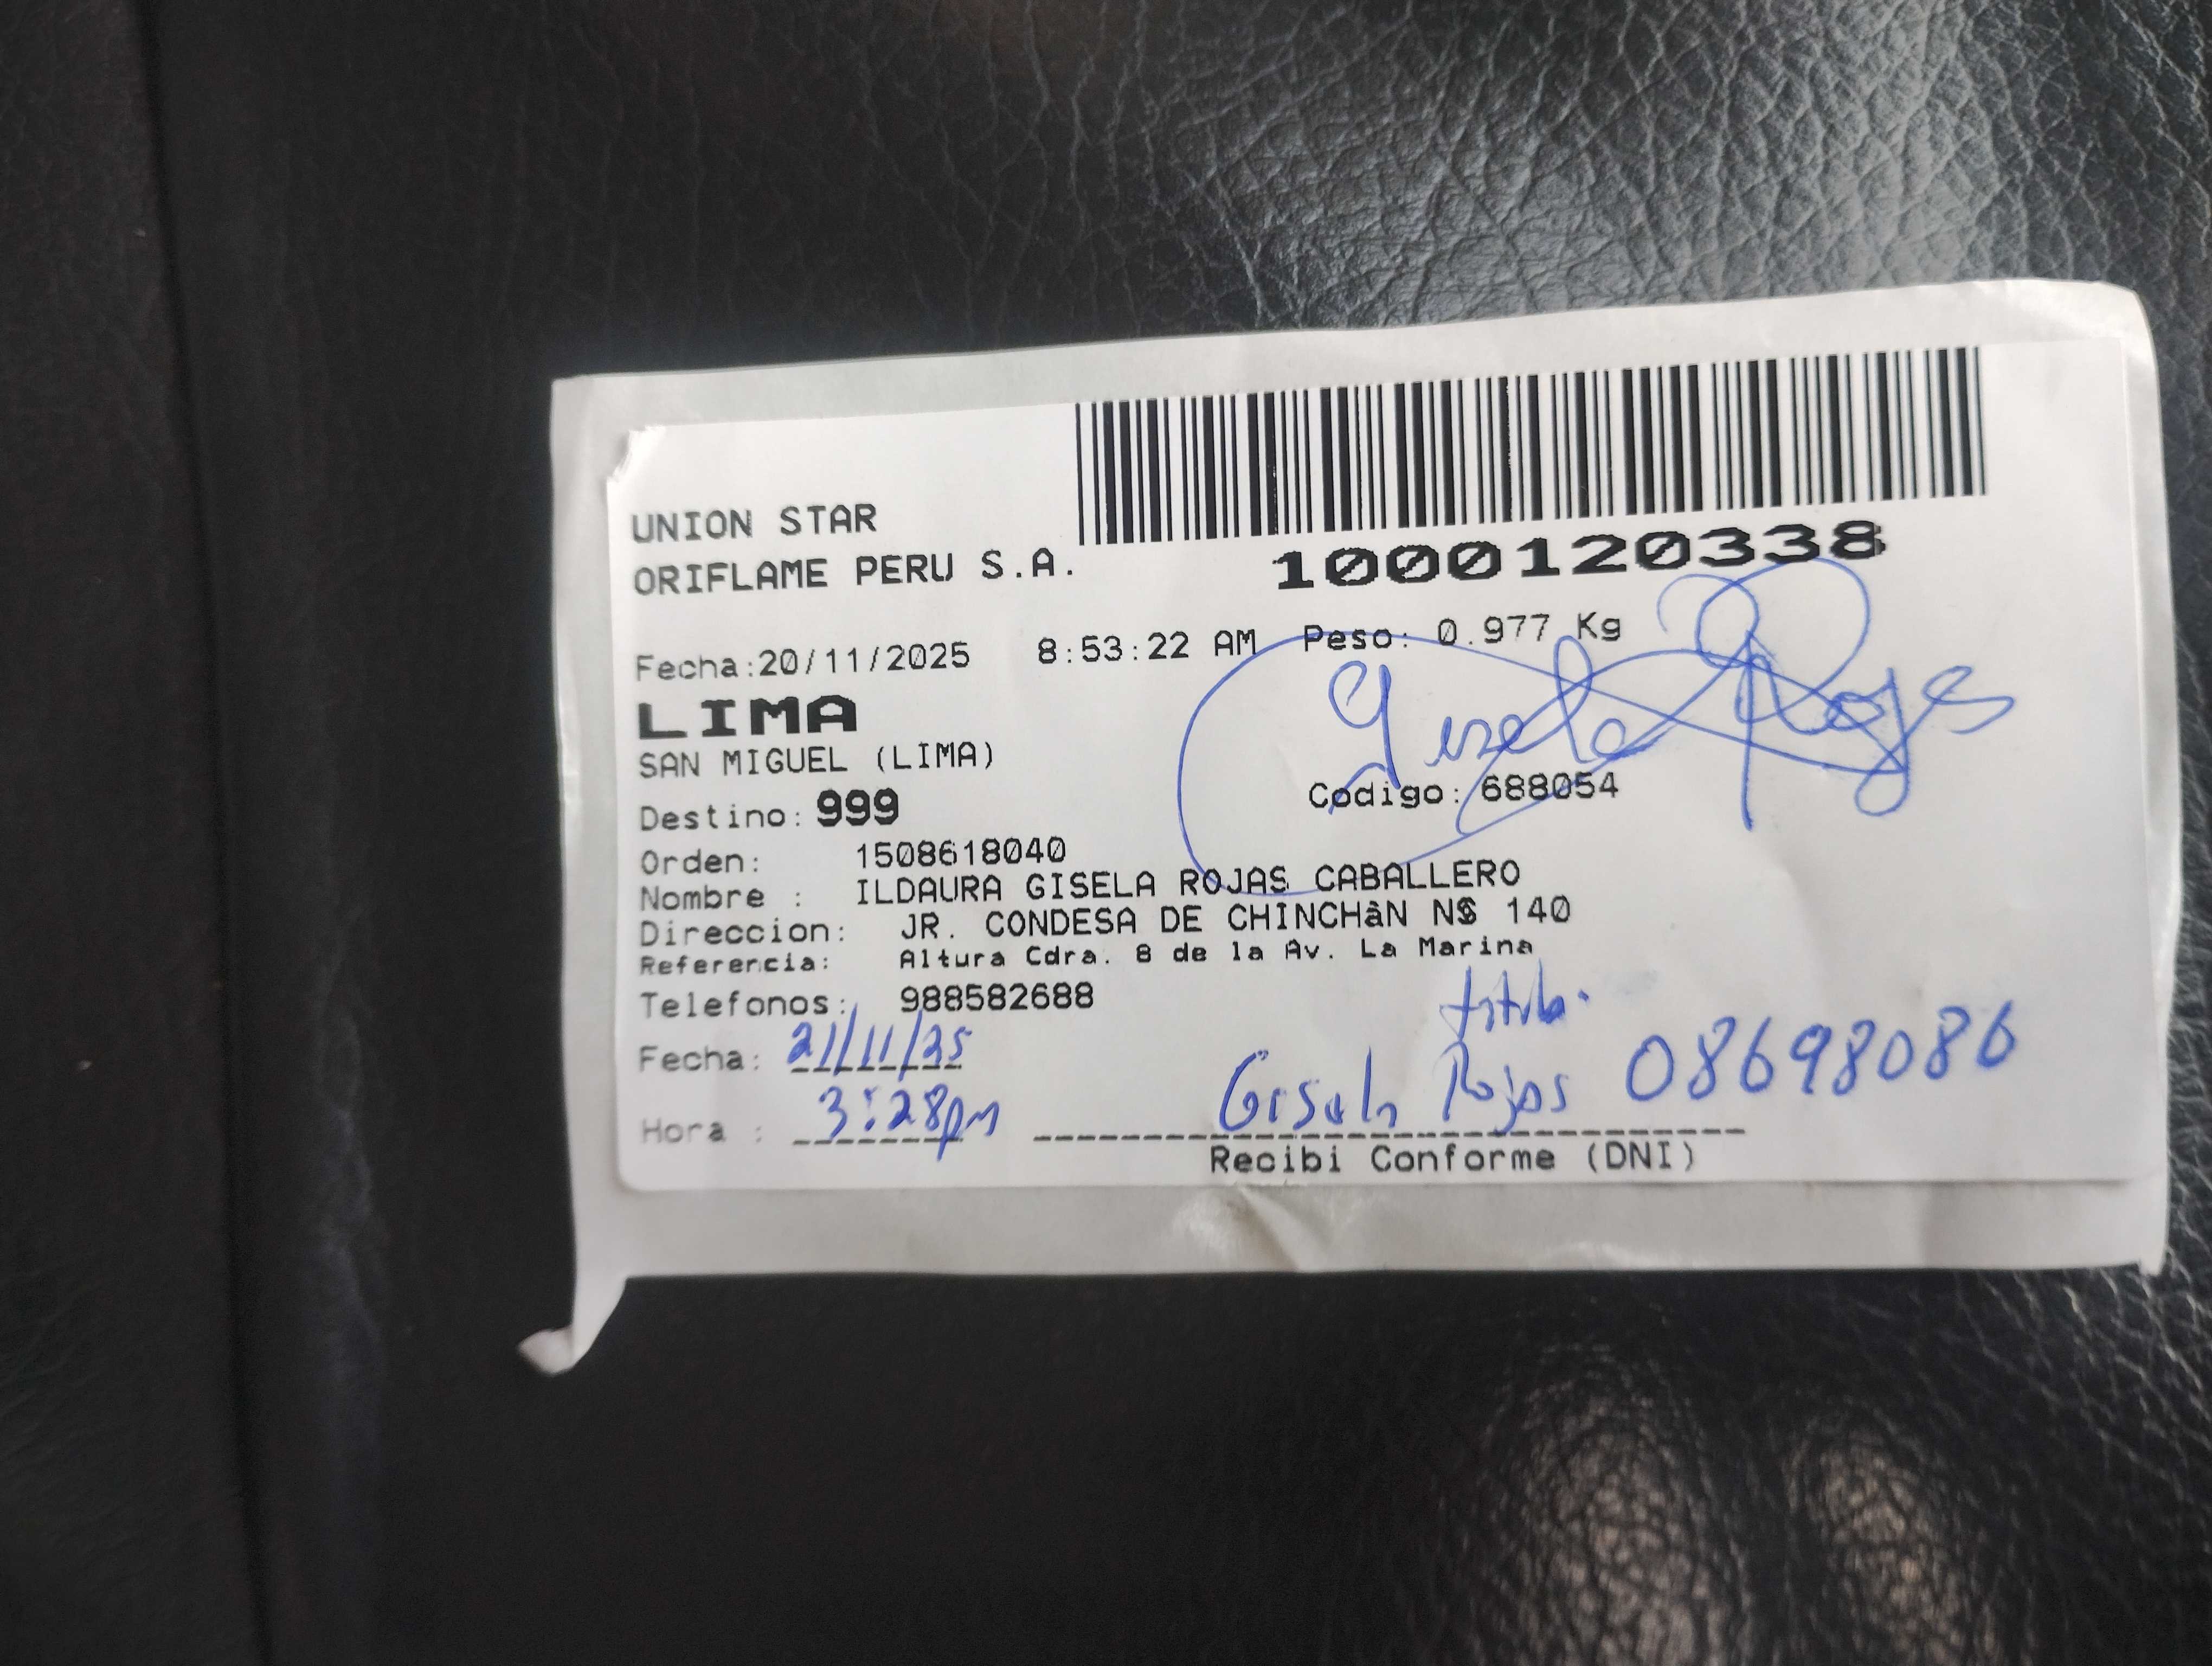 UNION STAR
ORIFLAME PERU S.A.
1000120338
Fecha:20/11/2025 8:53:22 AM Peso: 0.977 Kg
LIMA
Gisela Rojas
SAN MIGUEL (LIMA)
Codigo: 688054
Destino: 999
Orden: 1508618040
Nombre : ILDAURA GISELA ROJAS CABALLERO
Direccion: JR. CONDESA DE CHINCHàN N$ 140
Referencia: Altura Cdra. 8 de la Av. La Marina
Telefonos: 988582688
Fecha: 21/11/25
Gisela Rojas 08698086
Hora : 3:28pm
Recibi Conforme (DNI)